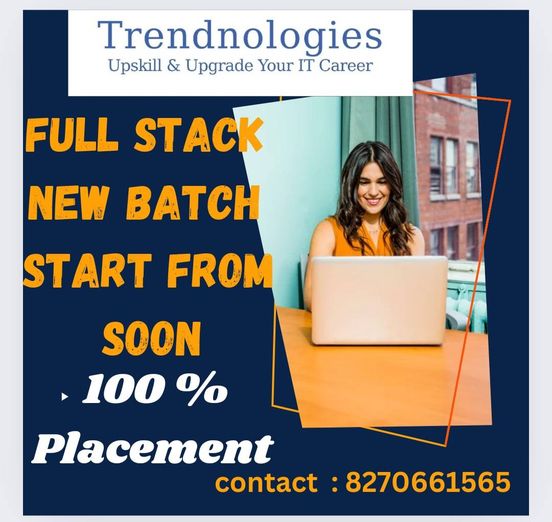 Trendnologies
Upskill & Upgrade Your IT Career
FULL STACK
NEW BATCH
START FROM
SOON
100 %
Placement
contact : 8270661565